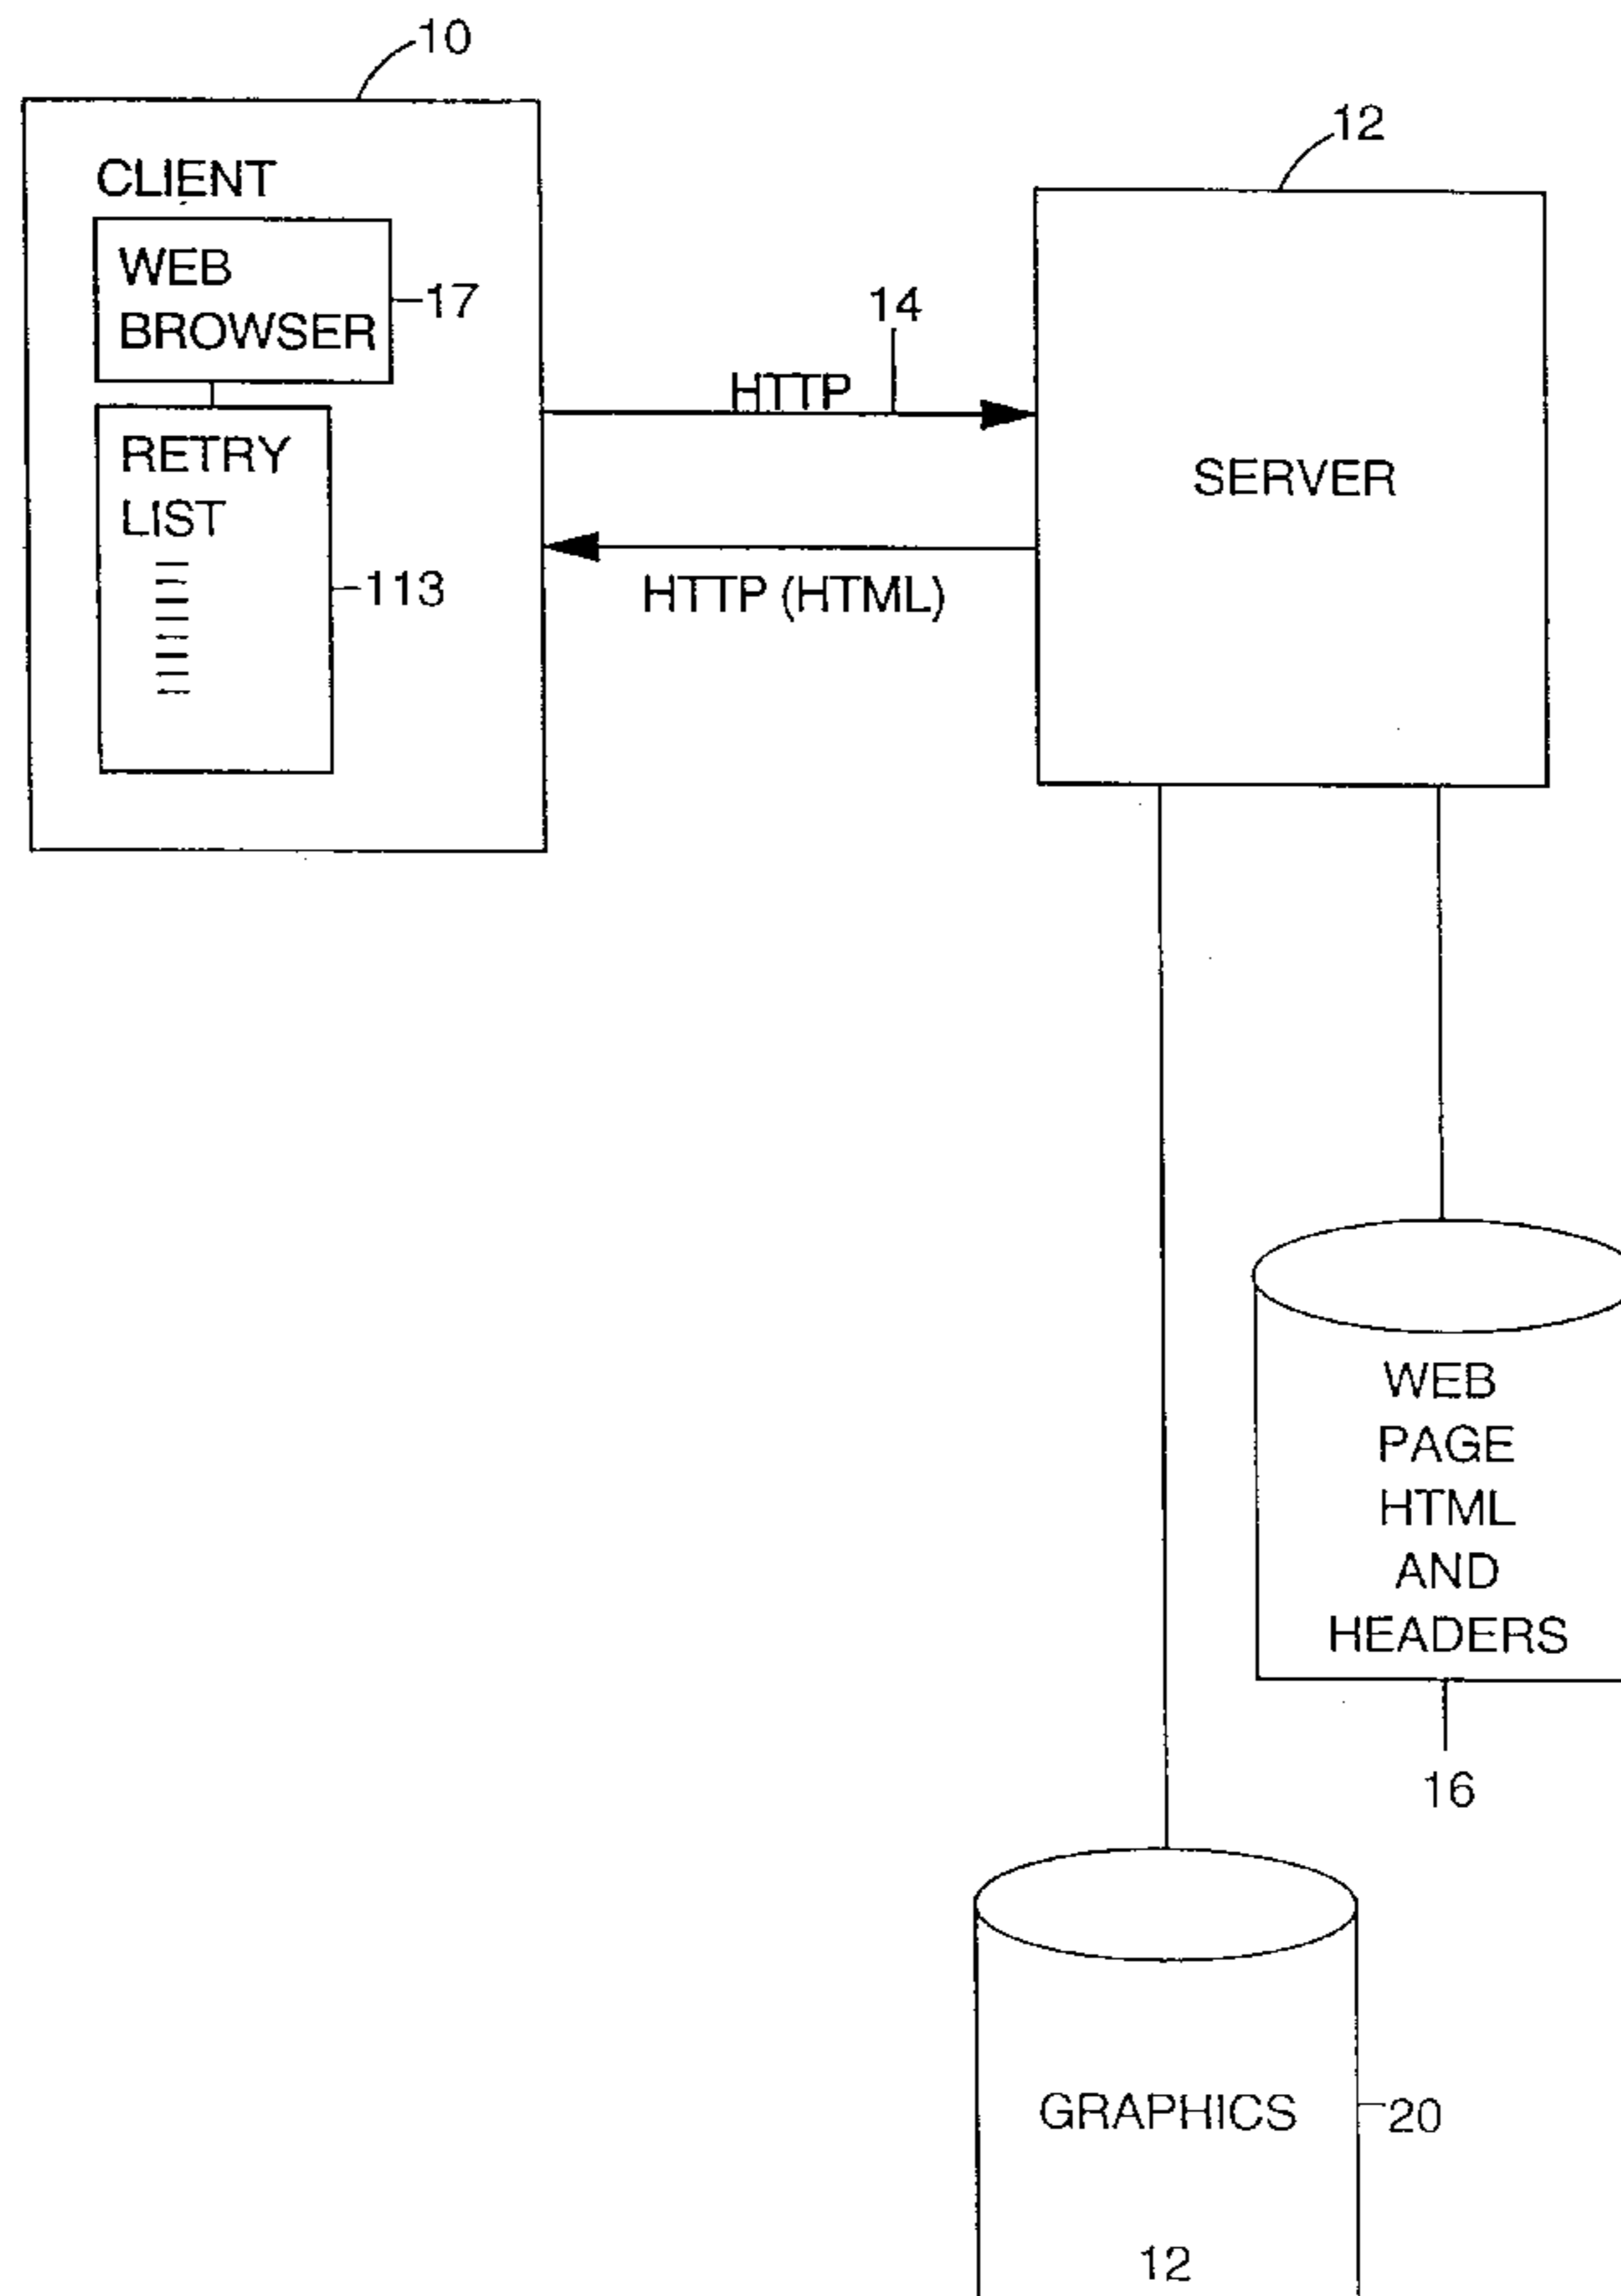 10
CLIENT
WEB
BROWSER
17
RETRY
LIST
113
14
HTTP
HTTP (HTML)
12
SERVER
WEB
PAGE
HTML
AND
HEADERS
16
GRAPHICS
20
12